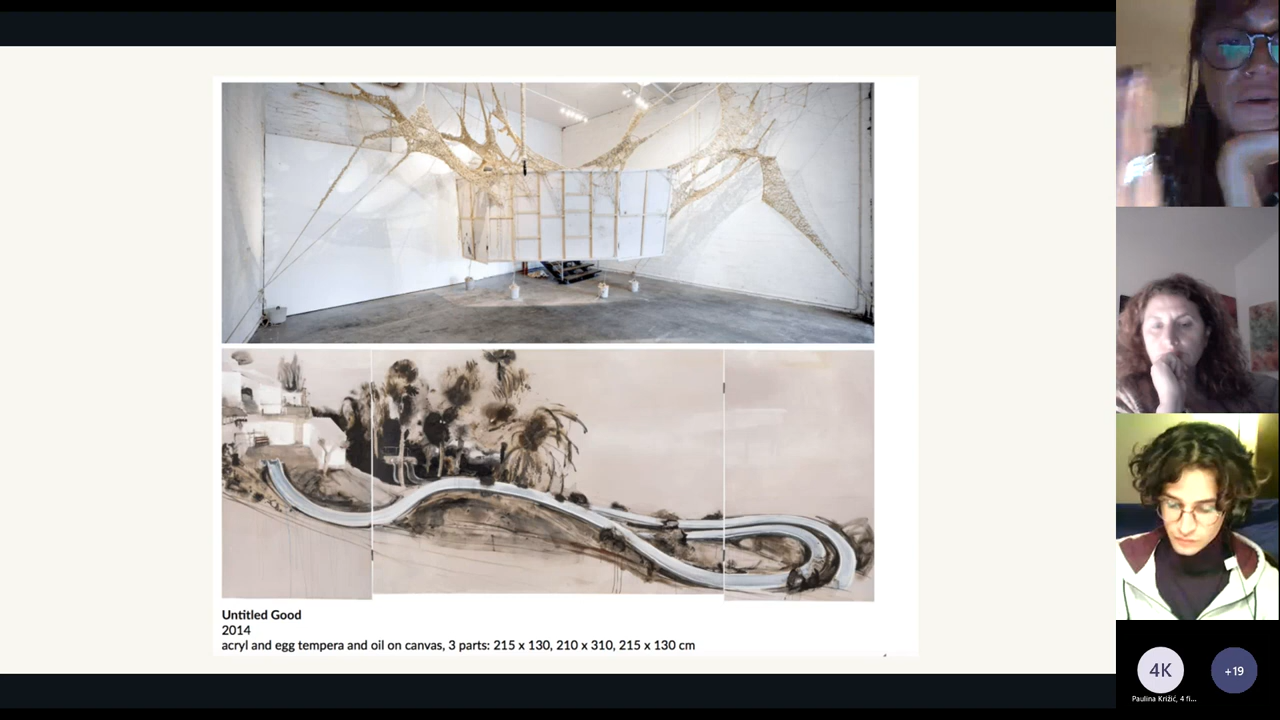 Untitled Good
2014
acryl and egg tempera and oil on canvas, 3 parts: 215 x 130, 210 x 310, 215 x 130 cm
4K
+19
Paulina Križić, 4 fi...